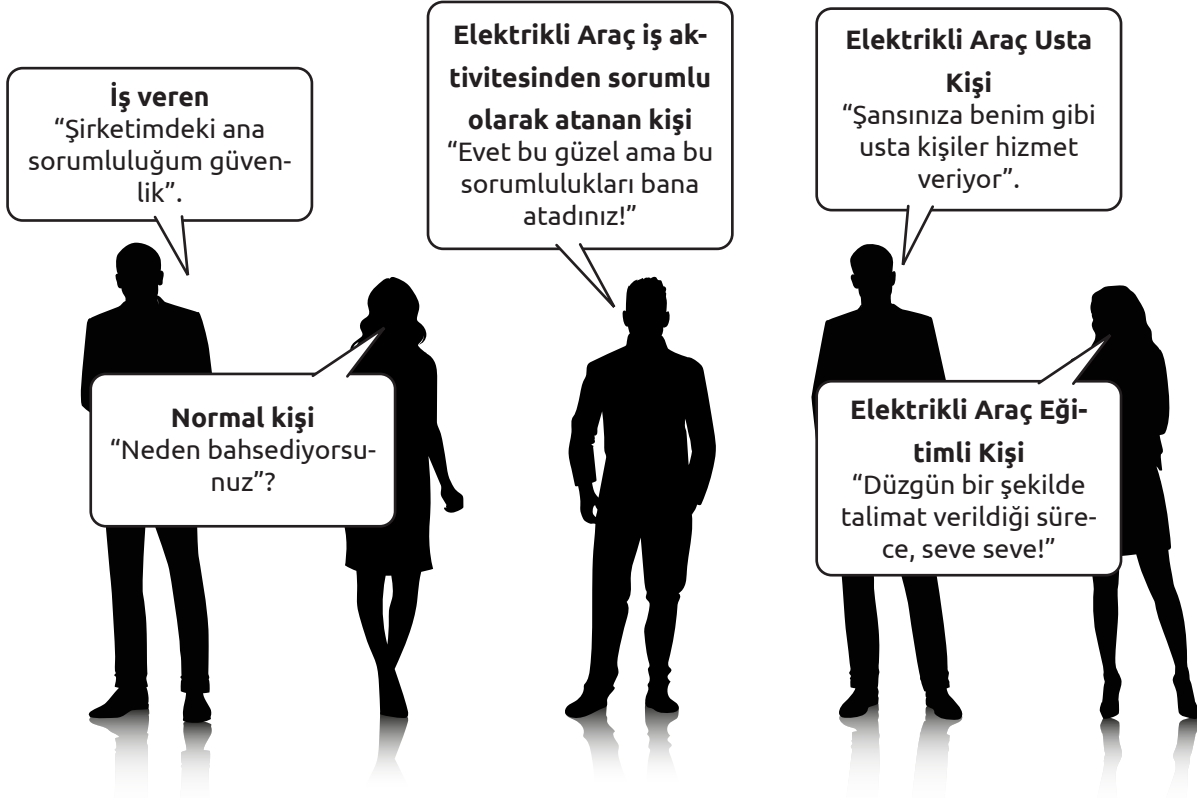 İş veren
“Şirketimdeki ana
sorumluluğum güven-
lik”.
Normal kişi
“Neden bahsediyorsu-
nuz”?
Elektrikli Araç iş ak-
tivitesinden sorumlu
olarak atanan kişi
“Evet bu güzel ama bu
sorumlulukları bana
atadınız!”
Elektrikli Araç Usta
Kişi
“Şansınıza benim gibi
usta kişiler hizmet
veriyor”.
Elektrikli Araç Eği-
timli Kişi
“Düzgün bir şekilde
talimat verildiği süre-
ce, seve seve!”